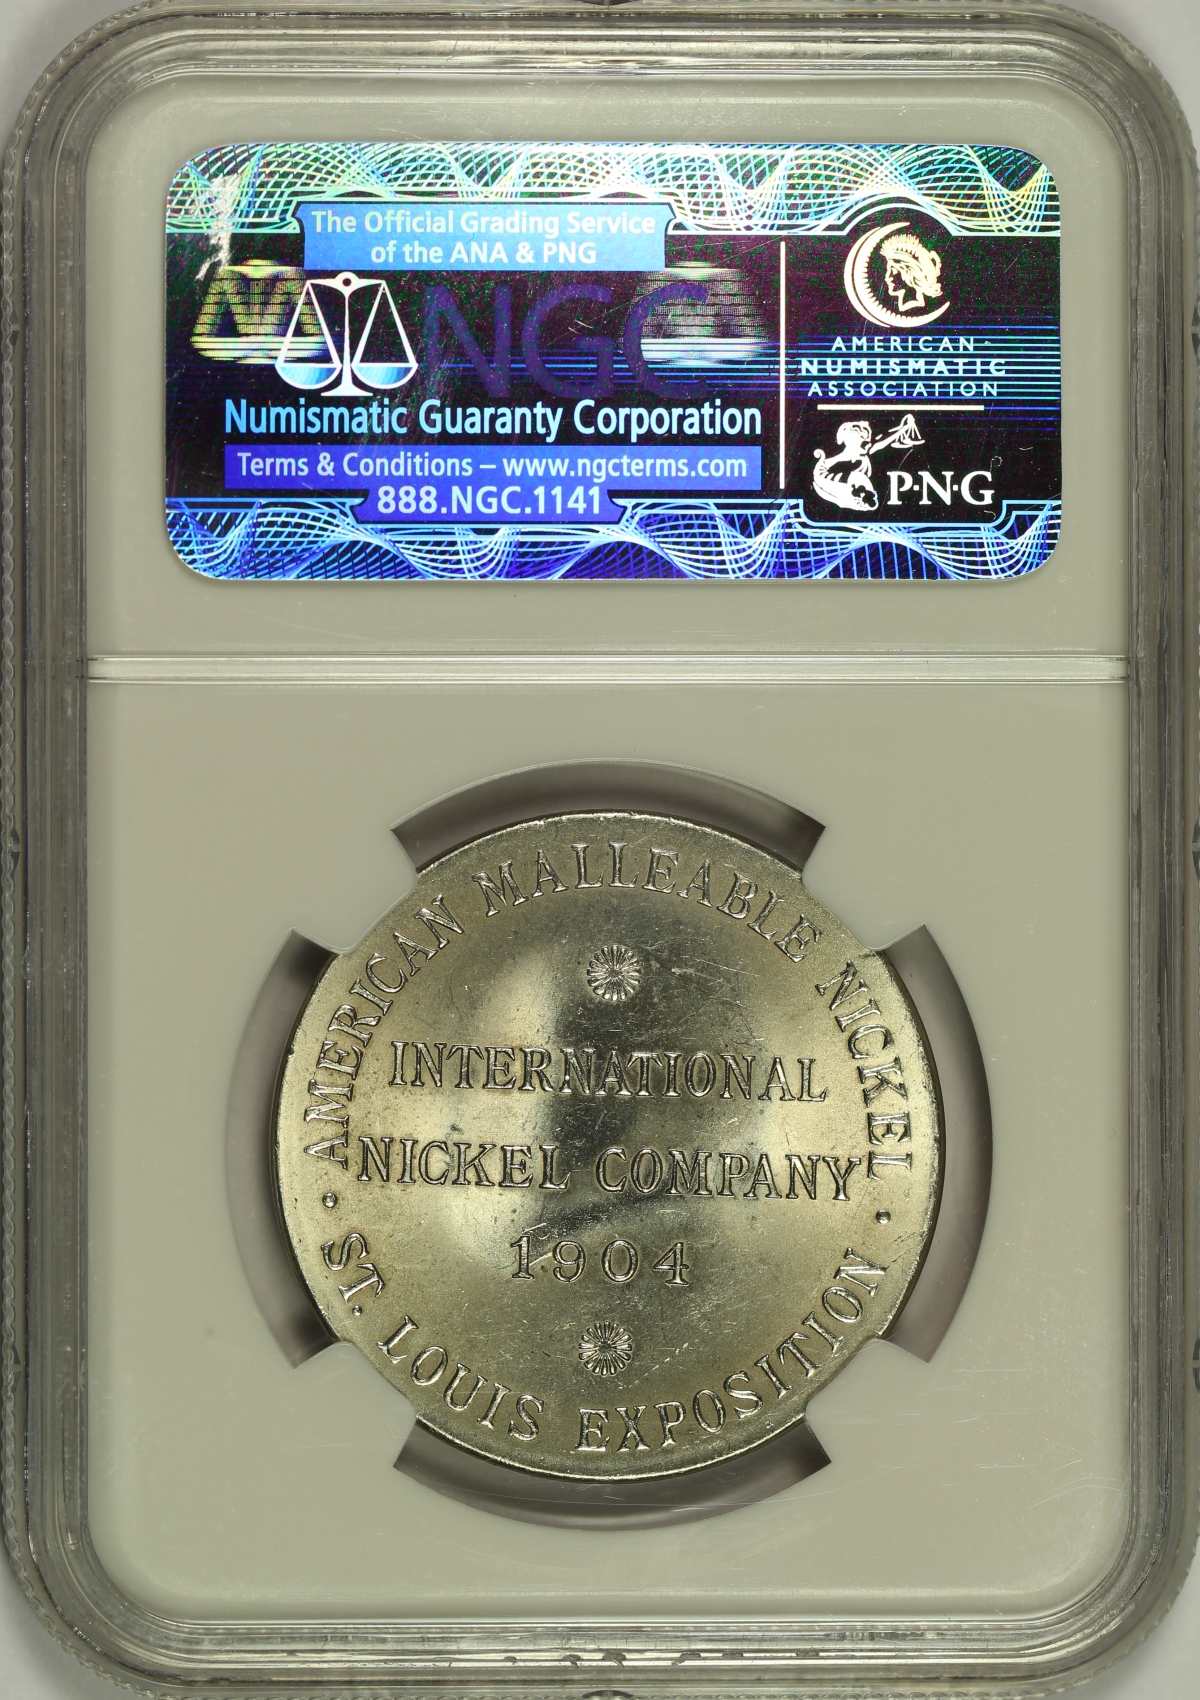 The Official Grading Service
of the ANA & PNG
NGC
Numismatic Guaranty Corporation
Terms & Conditions – www.ngcterms.com
888.NGC.1141
AMERICAN
NUMISMATIC
ASSOCIATION
P·N·G
· AMERICAN MALLEABLE NICKEL ·
INTERNATIONAL
NICKEL COMPANY
1904
ST. LOUIS EXPOSITION